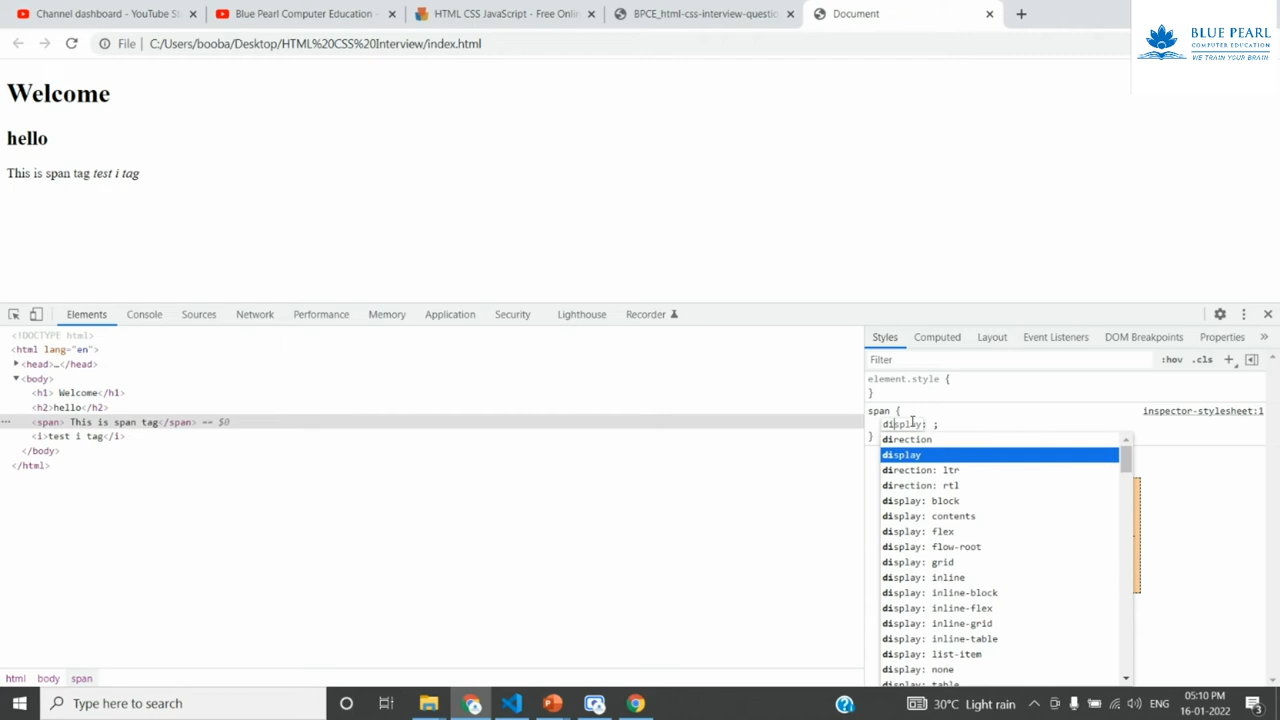 Channel dashboard - YouTube St
Blue Pearl Computer Education -
HTML CSS JavaScript - Free Onli
BPCE_html-css-interview-questio
Document
BLUE PEARL
COMPUTER EDUCATION
WE TRAIN YOUR BRAIN
File
C:/Users/booba/Desktop/HTML%20CSS%20Interview/index.html
Welcome
hello
This is span tag test i tag
Elements
Console
Sources
Network
Performance
Memory
Application
Security
Lighthouse
Recorder
<!DOCTYPE html>
<html lang="en">
<head>…</head>
<body>
<h1> Welcome</h1>
<h2>hello</h2>
<span> This is span tag</span> == $0
<i>test i tag</i>
</body>
</html>
Styles
Computed
Layout
Event Listeners
DOM Breakpoints
Properties
Filter
:hov .cls
element.style {
}
span {
inspector-stylesheet:1
display: ;
}
direction
display
direction: ltr
direction: rtl
display: block
display: contents
display: flex
display: flow-root
display: grid
display: inline
display: inline-block
display: inline-flex
display: inline-grid
display: inline-table
display: list-item
display: none
display: table
html body span
Type here to search
30°C Light rain
ENG
05:10 PM
16-01-2022
3